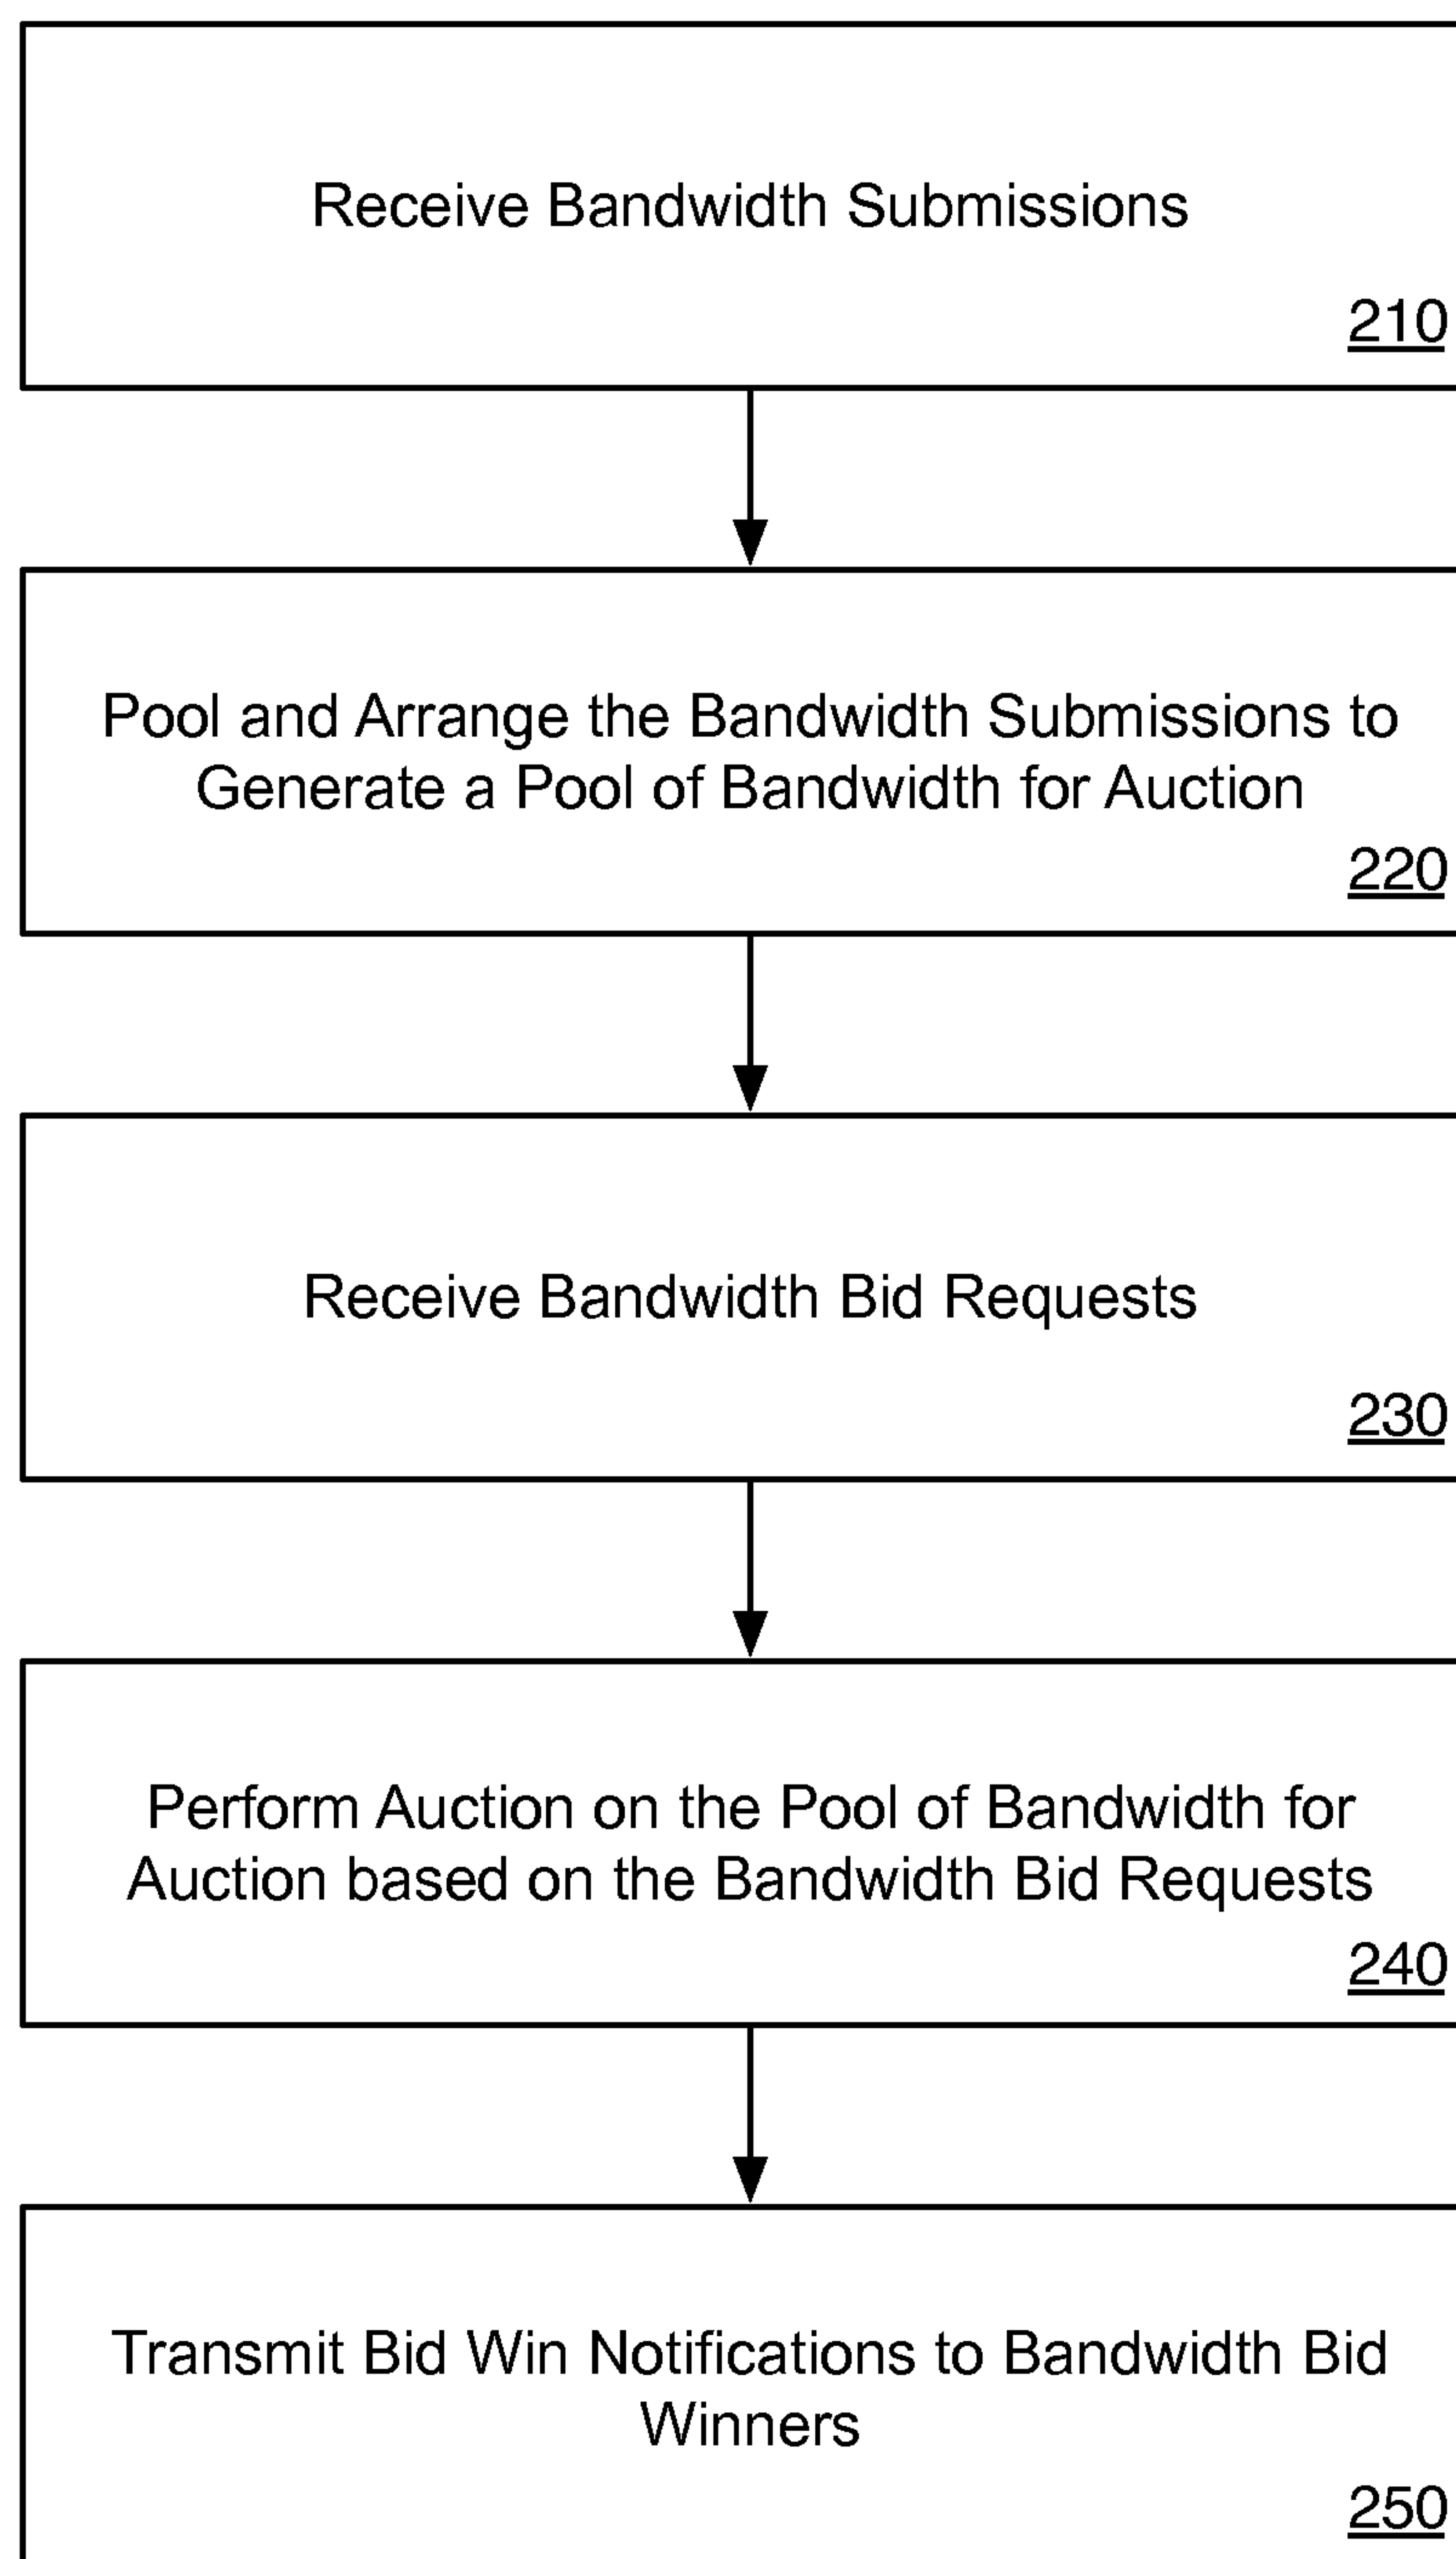 Receive Bandwidth Submissions
210
Pool and Arrange the Bandwidth Submissions to
Generate a Pool of Bandwidth for Auction
220
Receive Bandwidth Bid Requests
230
Perform Auction on the Pool of Bandwidth for
Auction based on the Bandwidth Bid Requests
240
Transmit Bid Win Notifications to Bandwidth Bid
Winners
250